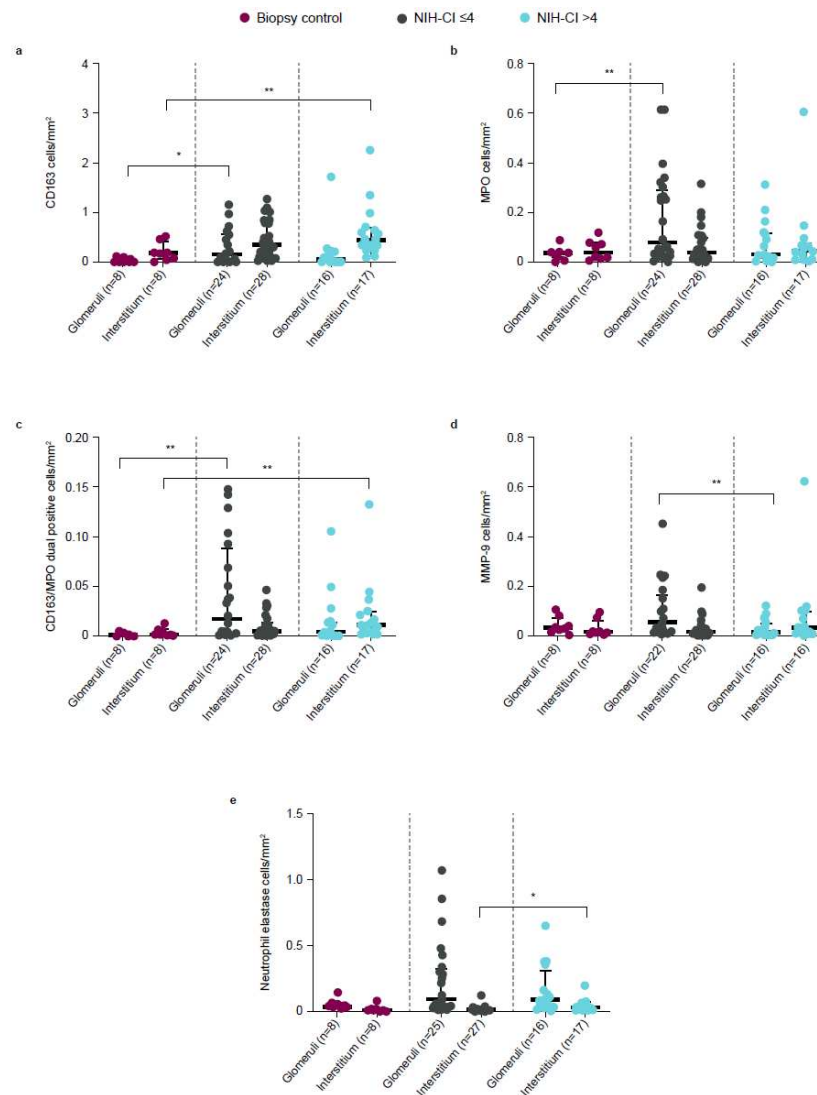 Biopsy control NIH-CI ≤4 NIH-CI >4
a
CD163 cells/mm²
4
3
2
1
0
*
**
Glomeruli (n=8)
Interstitium (n=8)
Glomeruli (n=24)
Interstitium (n=28)
Glomeruli (n=16)
Interstitium (n=17)
b
MPO cells/mm²
0.8
0.6
0.4
0.2
0
**
Glomeruli (n=8)
Interstitium (n=8)
Glomeruli (n=24)
Interstitium (n=28)
Glomeruli (n=16)
Interstitium (n=17)
c
CD163/MPO dual positive cells/mm²
0.20
0.15
0.10
0.05
0
**
**
Glomeruli (n=8)
Interstitium (n=8)
Glomeruli (n=24)
Interstitium (n=28)
Glomeruli (n=16)
Interstitium (n=17)
d
MMP-9 cells/mm²
0.8
0.6
0.4
0.2
0
**
Glomeruli (n=8)
Interstitium (n=8)
Glomeruli (n=22)
Interstitium (n=28)
Glomeruli (n=16)
Interstitium (n=16)
e
Neutrophil elastase cells/mm²
1.5
1.0
0.5
0
*
Glomeruli (n=8)
Interstitium (n=8)
Glomeruli (n=25)
Interstitium (n=27)
Glomeruli (n=16)
Interstitium (n=17)